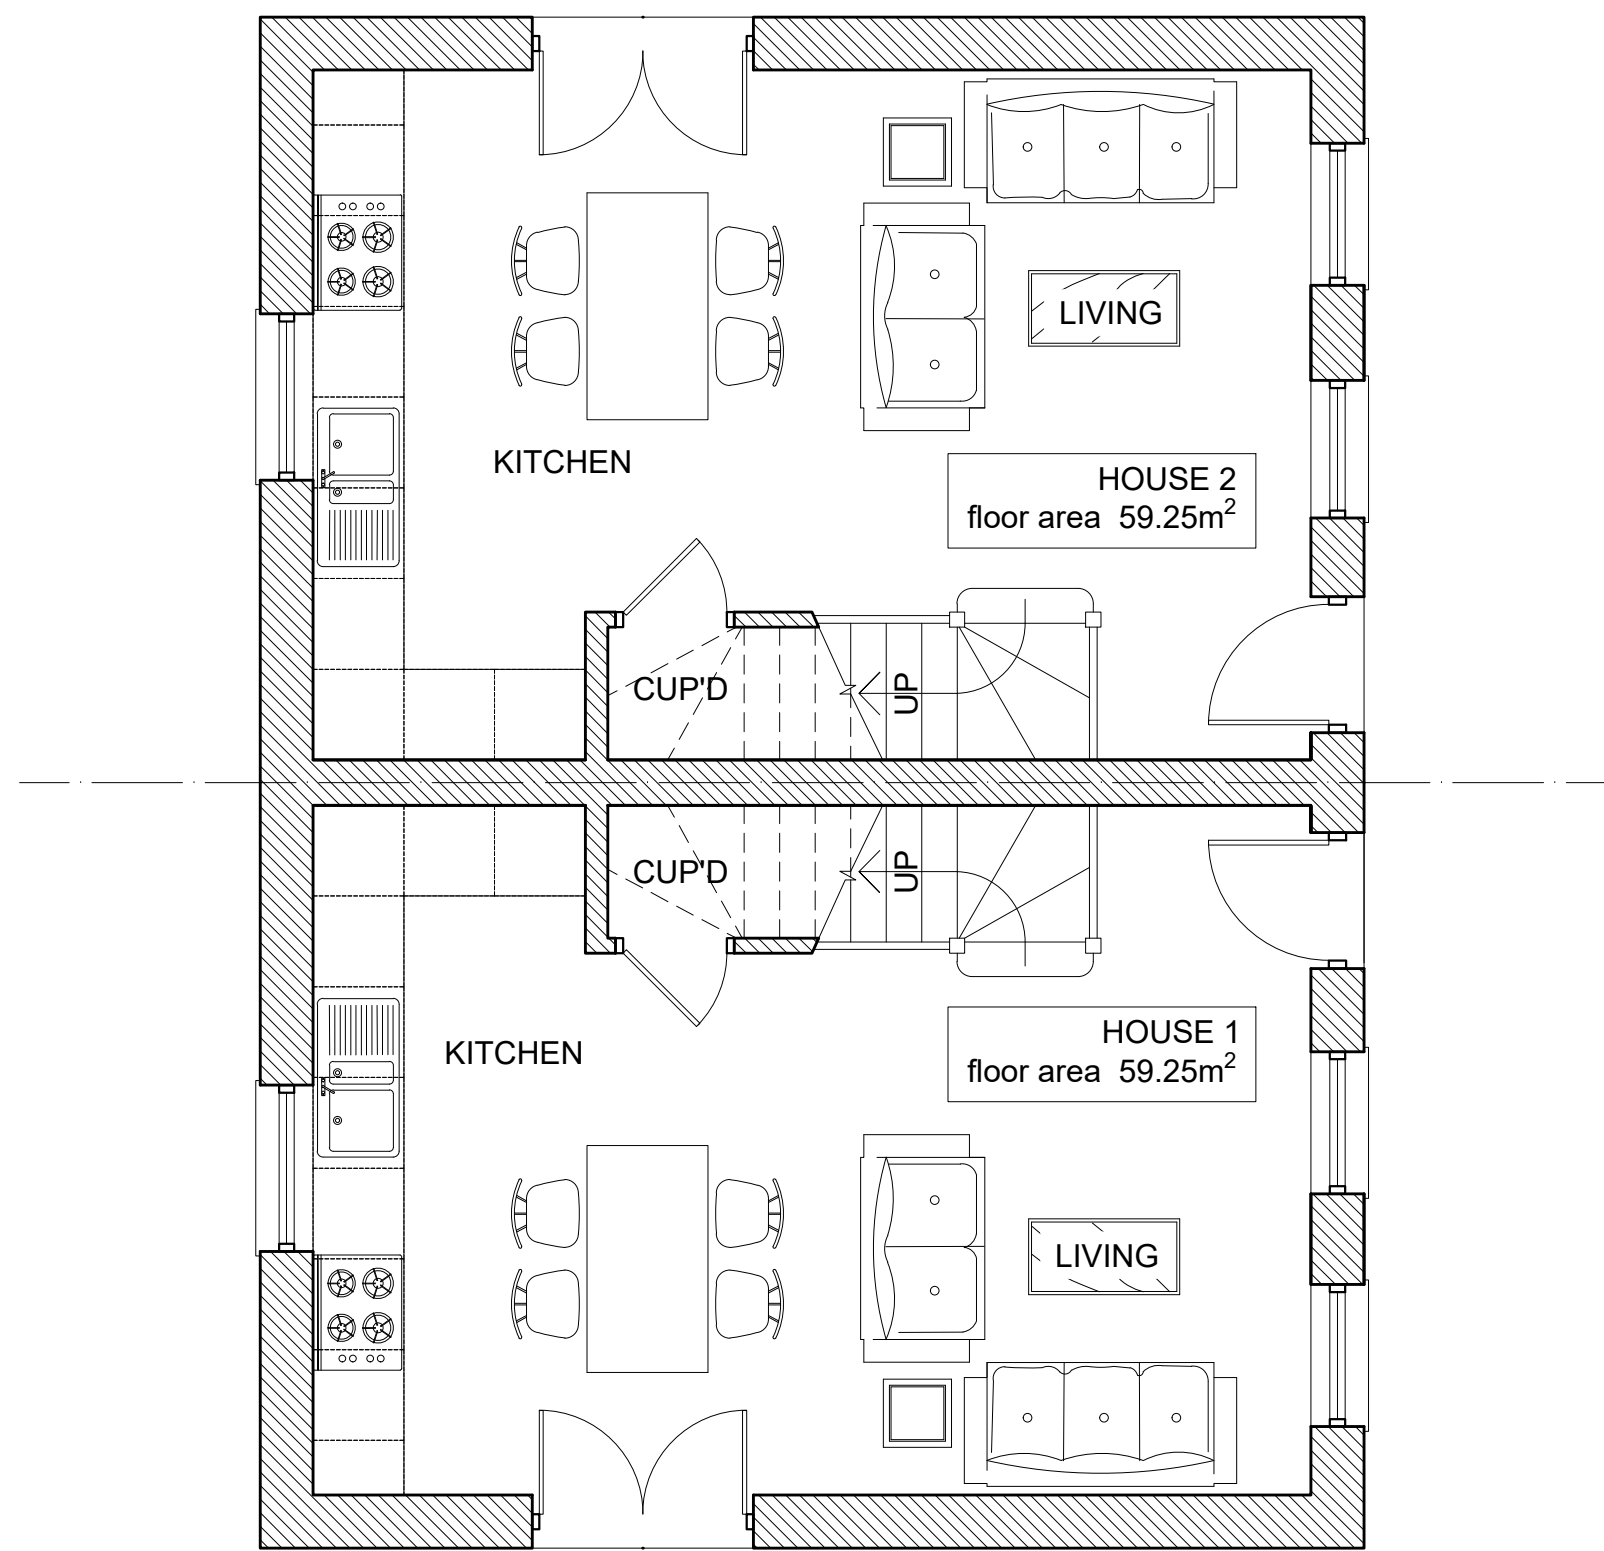 LIVING
KITCHEN
HOUSE 2
floor area 59.25m²
CUP'D
UP
CUP'D
UP
HOUSE 1
floor area 59.25m²
KITCHEN
LIVING